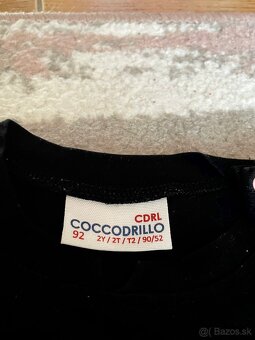 CDRL
COCCODRILLO
92 2Y / 2T / T2 / 90/52
Bazos.sk